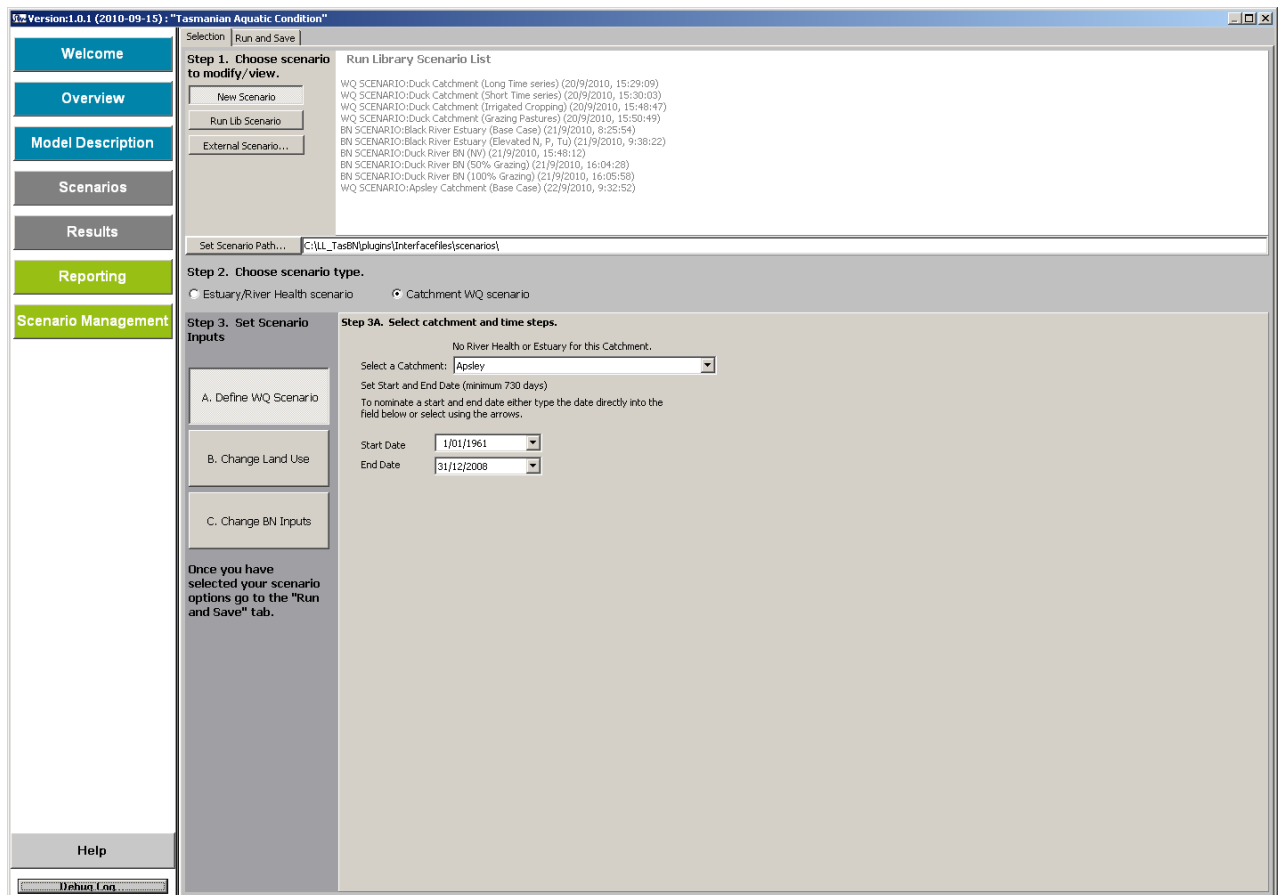 Version:1.0.1 (2010-09-15) : "Tasmanian Aquatic Condition"
Welcome
Overview
Model Description
Scenarios
Results
Reporting
Scenario Management
Help
Debug Log...
Selection
Run and Save
Step 1. Choose scenario
to modify/view.
New Scenario
Run Lib Scenario
External Scenario...
Run Library Scenario List
WQ SCENARIO:Duck Catchment (Long Time series) (20/9/2010, 15:29:09)
WQ SCENARIO:Duck Catchment (Short Time series) (20/9/2010, 15:30:03)
WQ SCENARIO:Duck Catchment (Irrigated Cropping) (20/9/2010, 15:48:47)
WQ SCENARIO:Duck Catchment (Grazing Pastures) (20/9/2010, 15:50:49)
BN SCENARIO:Black River Estuary (Base Case) (21/9/2010, 8:25:54)
BN SCENARIO:Black River Estuary (Elevated N, P, Tu) (21/9/2010, 9:38:22)
BN SCENARIO:Duck River BN (NV) (21/9/2010, 15:48:12)
BN SCENARIO:Duck River BN (50% Grazing) (21/9/2010, 16:04:28)
BN SCENARIO:Duck River BN (100% Grazing) (21/9/2010, 16:05:58)
WQ SCENARIO:Apsley Catchment (Base Case) (22/9/2010, 9:32:52)
Set Scenario Path...
C:\LL_TasBN\plugins\Interfacefiles\scenarios\
Step 2. Choose scenario type.
Estuary/River Health scenario
Catchment WQ scenario
Step 3. Set Scenario
Inputs
A. Define WQ Scenario
B. Change Land Use
C. Change BN Inputs
Once you have
selected your scenario
options go to the "Run
and Save" tab.
Step 3A. Select catchment and time steps.
No River Health or Estuary for this Catchment.
Select a Catchment: Apsley
Set Start and End Date (minimum 730 days)
To nominate a start and end date either type the date directly into the
field below or select using the arrows.
Start Date 1/01/1961
End Date 31/12/2008